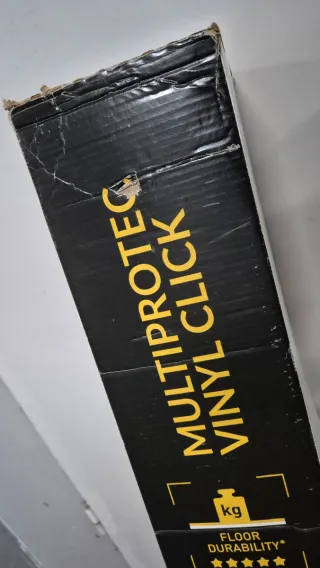 MULTIPROTEC
VINYL CLICK
kg
FLOOR
DURABILITY*